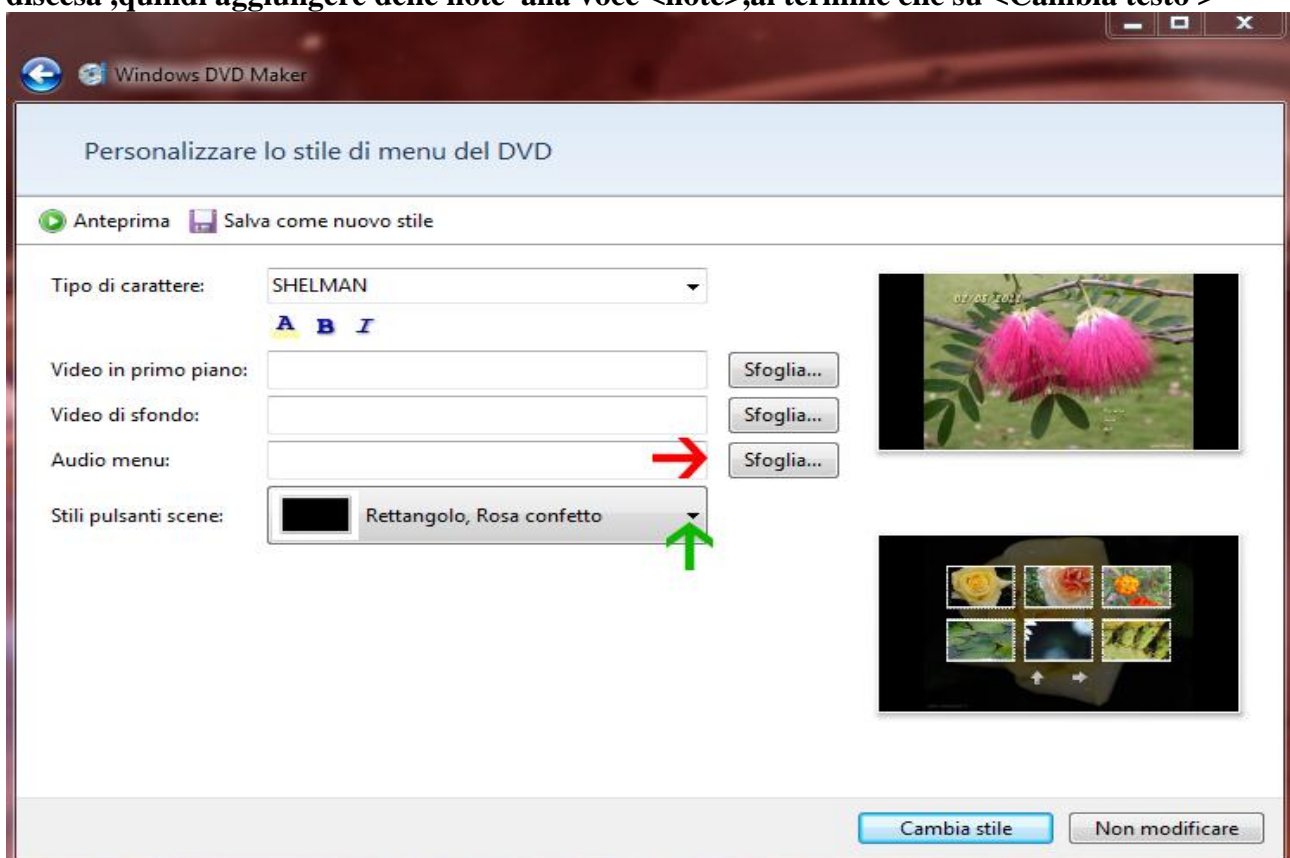 discesa ,quindi aggiungere delle note alla voce <note>,al termine clic su <Cambia testo >
Windows DVD Maker
Personalizzare lo stile di menu del DVD
Anteprima Salva come nuovo stile
Tipo di carattere: SHELMAN
A B I
Video in primo piano: Sfoglia...
Video di sfondo: Sfoglia...
Audio menu: Sfoglia...
Stili pulsanti scene: Rettangolo, Rosa confetto
Cambia stile Non modificare